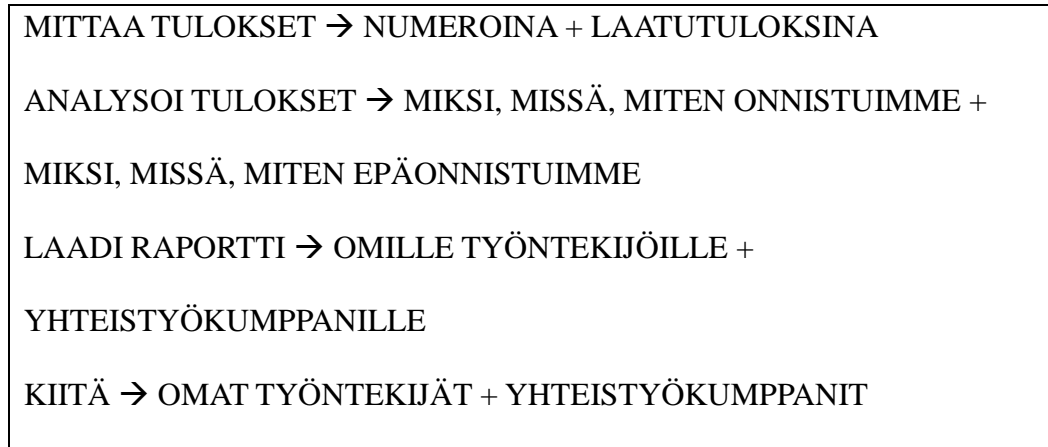 MITTAA TULOKSET → NUMEROINA + LAATUTULOKSINA
ANALYSOI TULOKSET → MIKSI, MISSÄ, MITEN ONNISTUIMME +
MIKSI, MISSÄ, MITEN EPÄONNISTUIMME
LAADI RAPORTTI → OMILLE TYÖNTEKIJÖILLE +
YHTEISTYÖKUMPPANILLE
KIITÄ → OMAT TYÖNTEKIJÄT + YHTEISTYÖKUMPPANIT